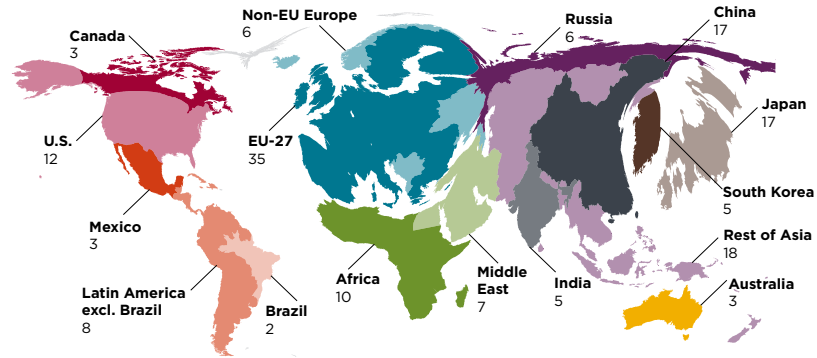 Non-EU Europe
6
Russia
6
China
17
Canada
3
Japan
17
U.S.
12
EU-27
35
South Korea
5
Mexico
3
Rest of Asia
18
Africa
10
Middle
East
7
India
5
Australia
3
Latin America
excl. Brazil
8
Brazil
2